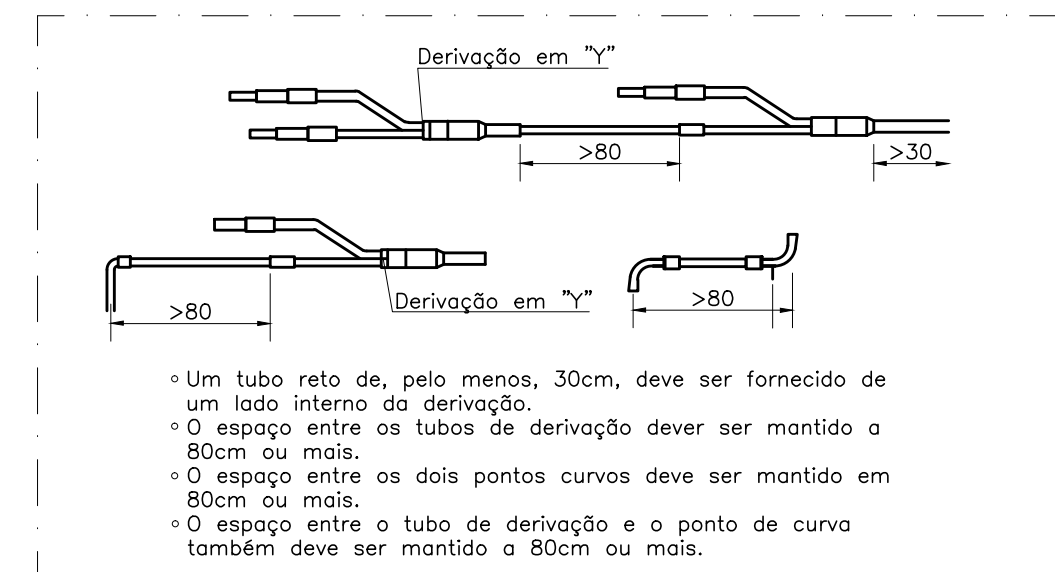 Derivação em "Y"
>80
>30
Derivação em "Y"
>80
>80
° Um tubo reto de, pelo menos, 30cm, deve ser fornecido de
um lado interno da derivação.
° O espaço entre os tubos de derivação dever ser mantido a
80cm ou mais.
° O espaço entre os dois pontos curvos deve ser mantido em
80cm ou mais.
° O espaço entre o tubo de derivação e o ponto de curva
também deve ser mantido a 80cm ou mais.